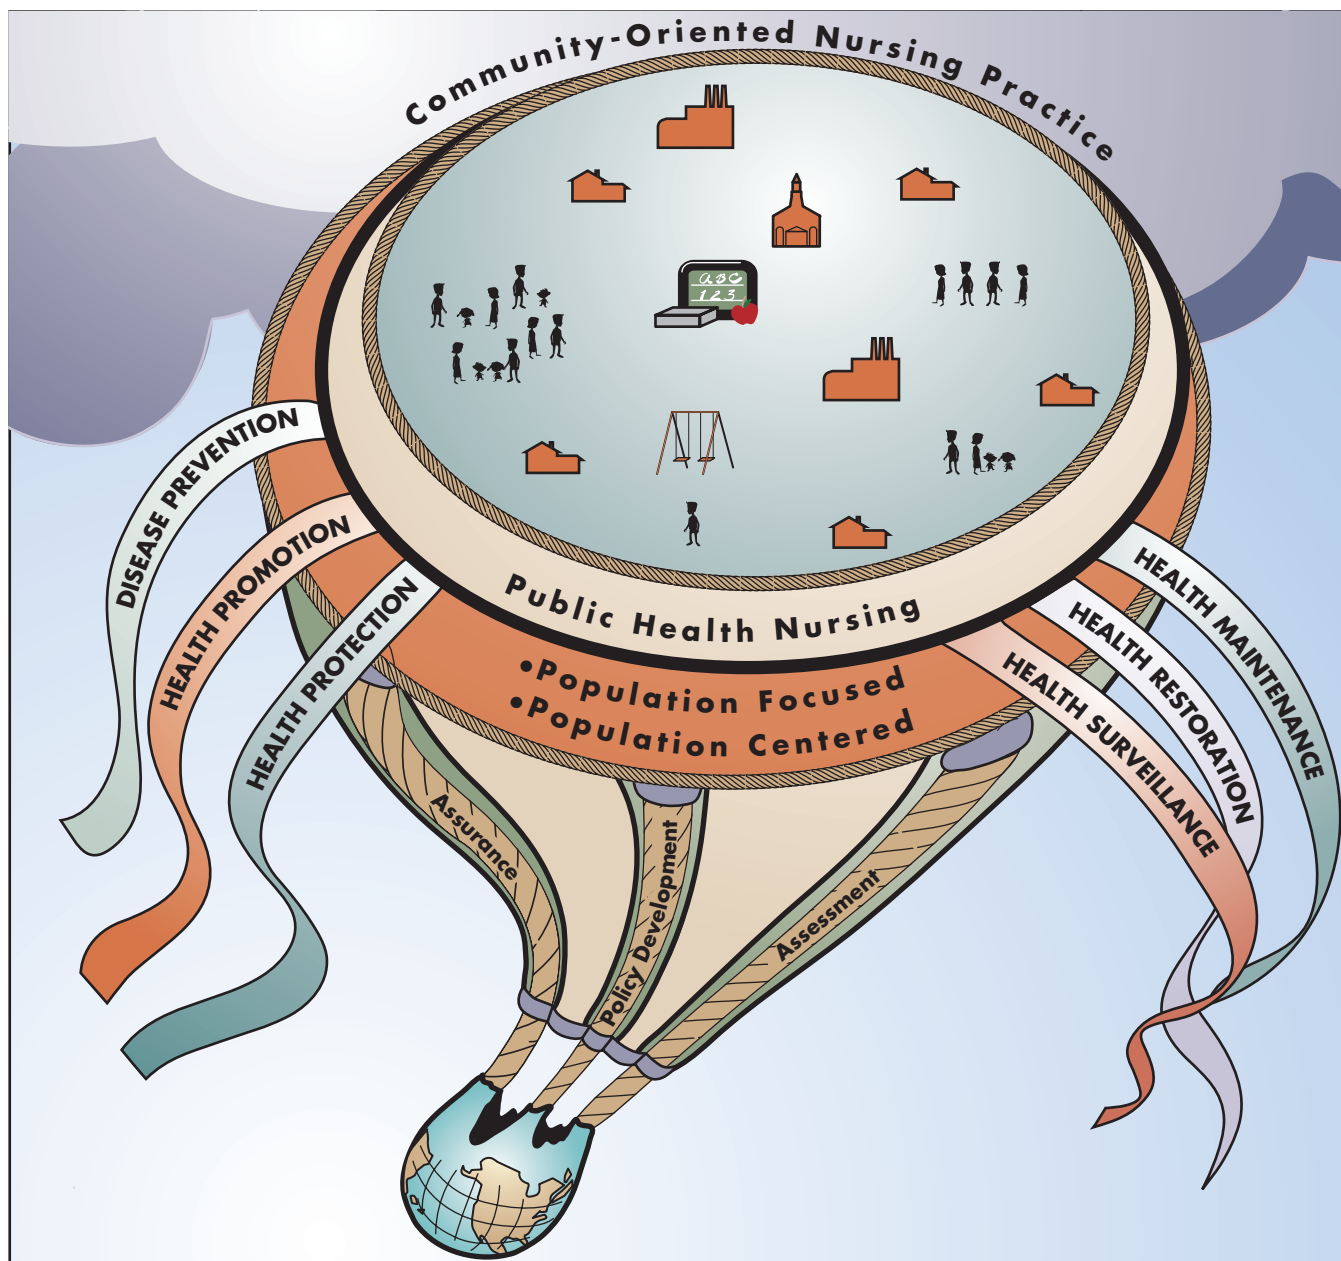 Community-Oriented Nursing Practice
ABC
123
Public Health Nursing
•Population Focused
•Population Centered
DISEASE PREVENTION
HEALTH PROMOTION
HEALTH PROTECTION
HEALTH MAINTENANCE
HEALTH RESTORATION
HEALTH SURVEILLANCE
Assurance
Policy Development
Assessment